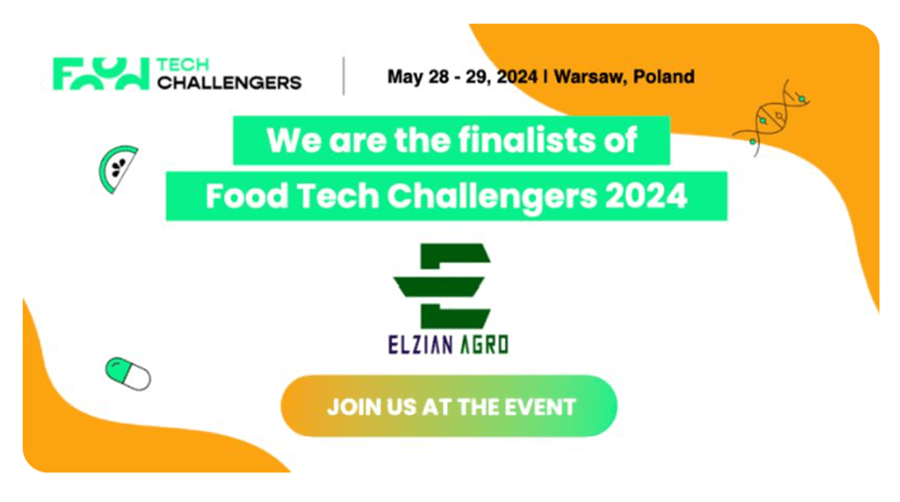 FOOD TECH CHALLENGERS
May 28 - 29, 2024 | Warsaw, Poland
We are the finalists of
Food Tech Challengers 2024
ELZIAN AGRO
JOIN US AT THE EVENT